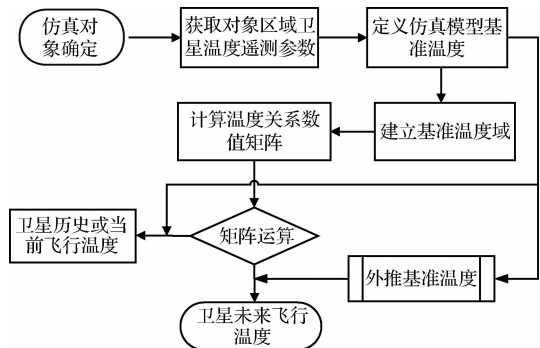 仿真对
象确定
获取对象区域卫
星温度遥测参数
定义仿真模型基
准温度
计算温度关系数
值矩阵
建立基准温度域
卫星历史或当
前飞行温度
矩阵运算
外推基准温度
卫星未来飞行
温度